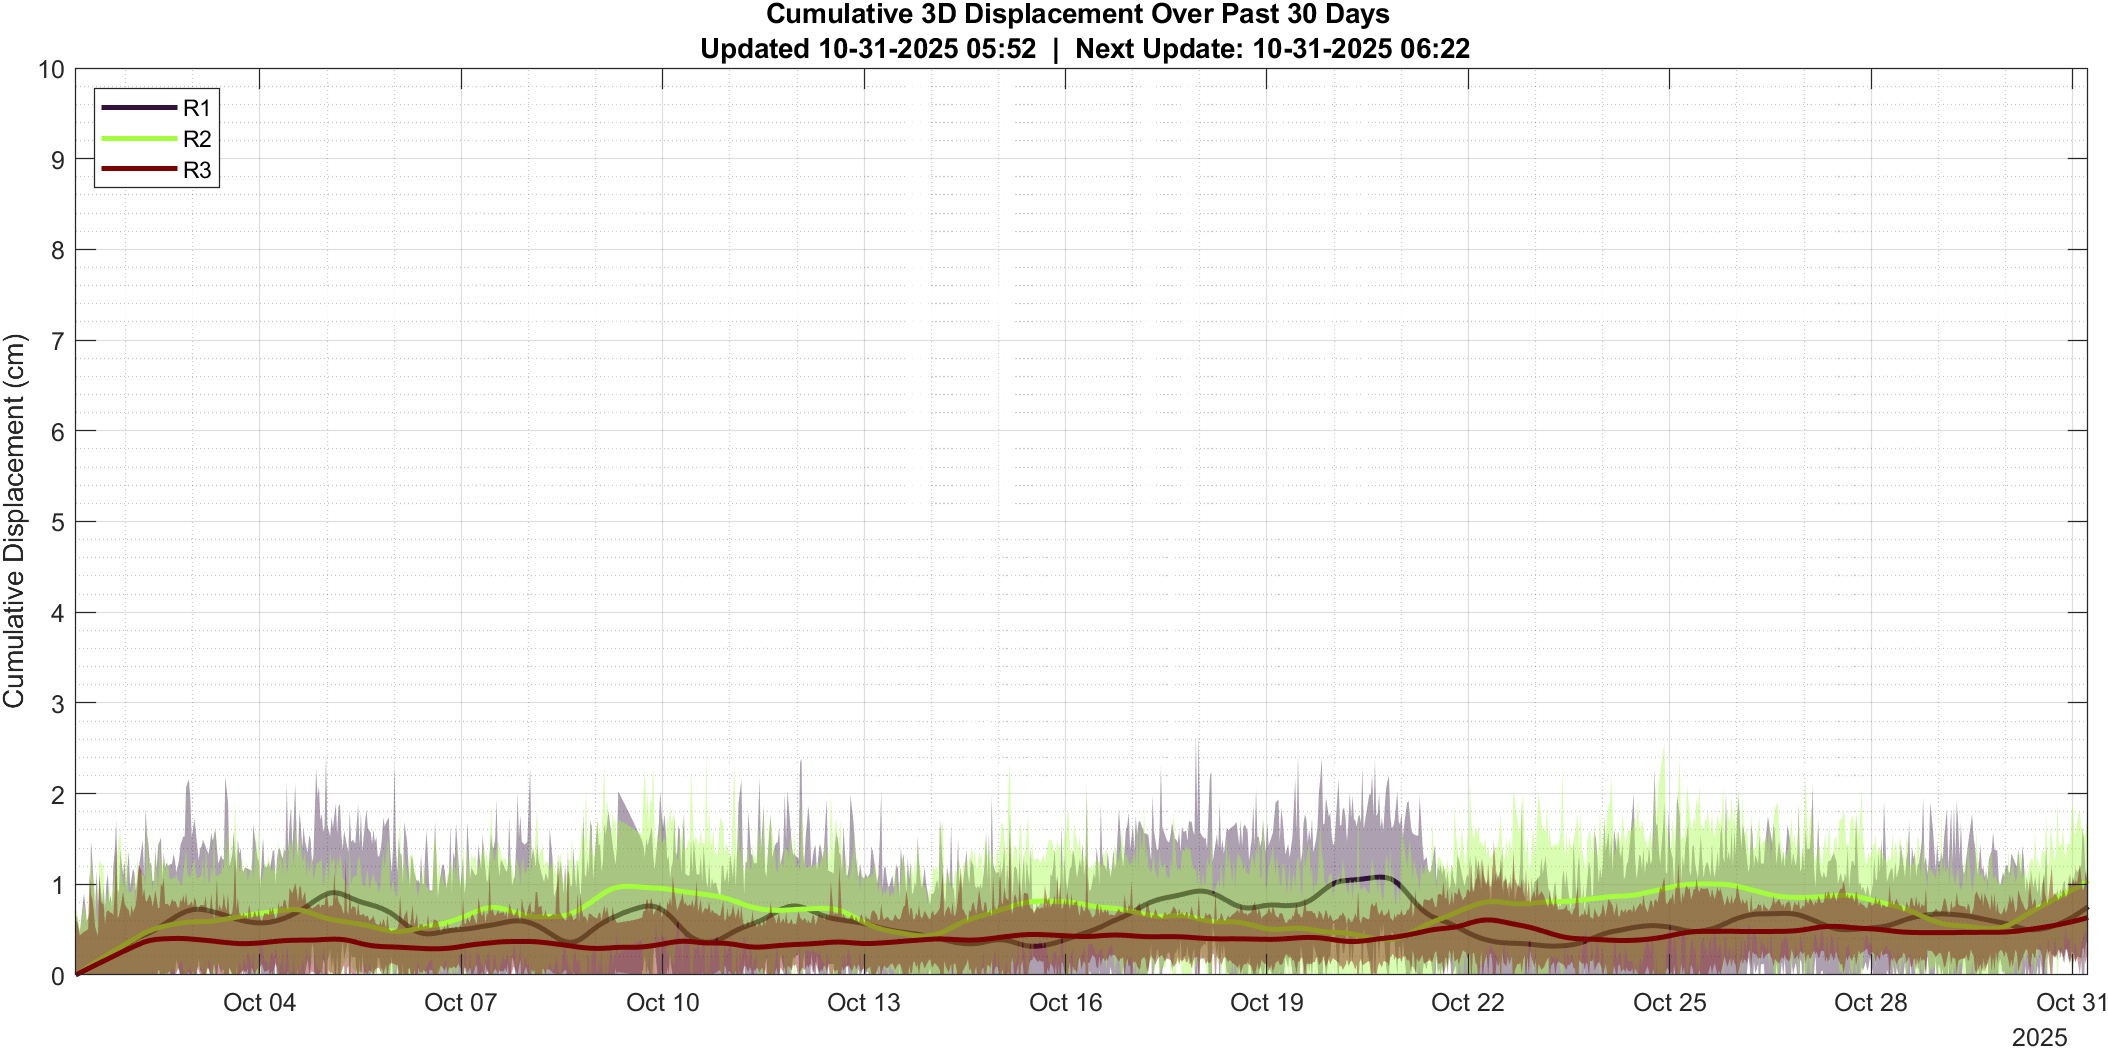 Cumulative 3D Displacement Over Past 30 Days
Updated 10-31-2025 05:52 | Next Update: 10-31-2025 06:22
R1
R2
R3
10
9
8
7
6
5
4
3
2
1
0
Cumulative Displacement (cm)
Oct 04 Oct 07 Oct 10 Oct 13 Oct 16 Oct 19 Oct 22 Oct 25 Oct 28 Oct 31
2025